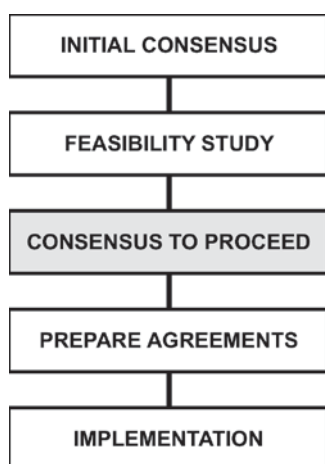 INITIAL CONSENSUS
FEASIBILITY STUDY
CONSENSUS TO PROCEED
PREPARE AGREEMENTS
IMPLEMENTATION